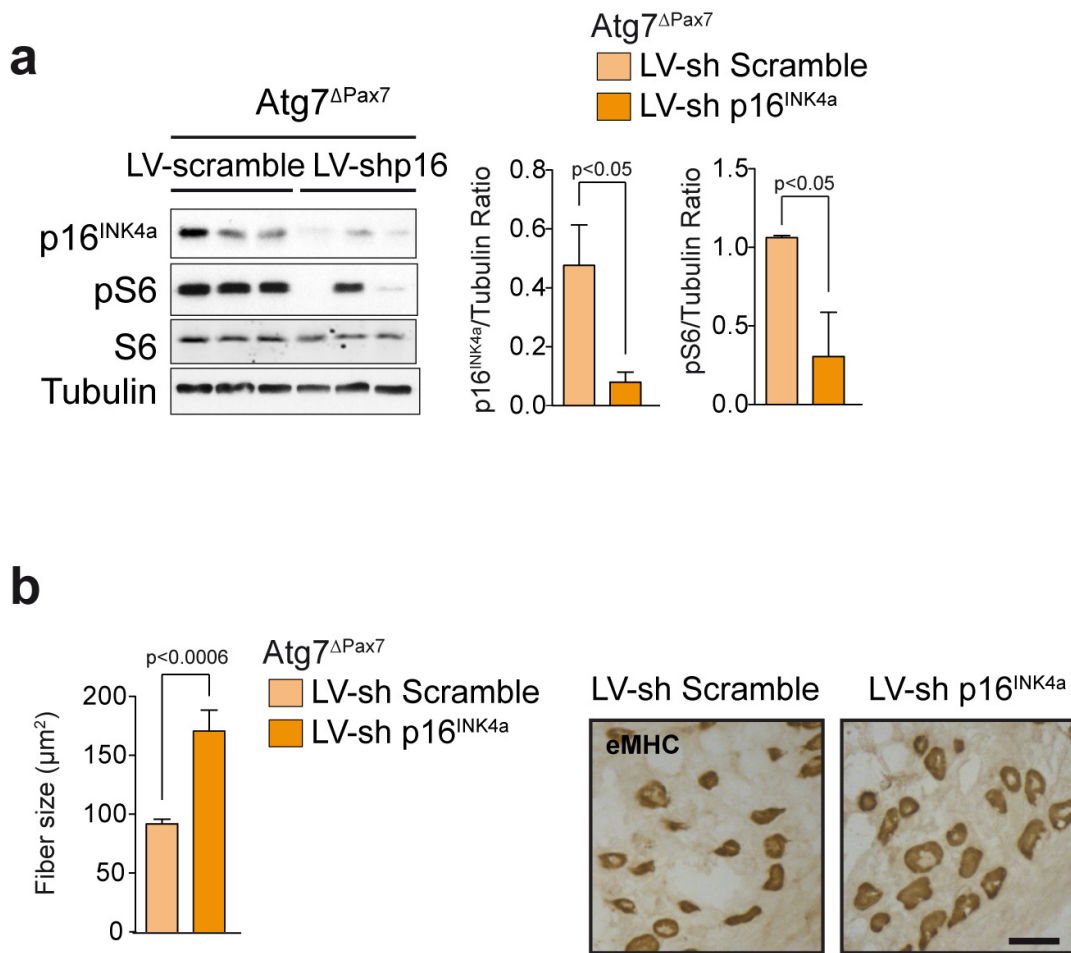 a
Atg7ΔPax7
LV-scramble LV-shp16
p16INK4a
pS6
S6
Tubulin
Atg7ΔPax7
LV-sh Scramble
LV-sh p16INK4a
p<0.05
p16INK4a/Tubulin Ratio
0.8
0.6
0.4
0.2
0.0
p<0.05
pS6/Tubulin Ratio
1.5
1.0
0.5
0.0
b
p<0.0006
Fiber size (µm²)
200
150
100
50
0
Atg7ΔPax7
LV-sh Scramble
LV-sh p16INK4a
LV-sh Scramble LV-sh p16INK4a
eMHC